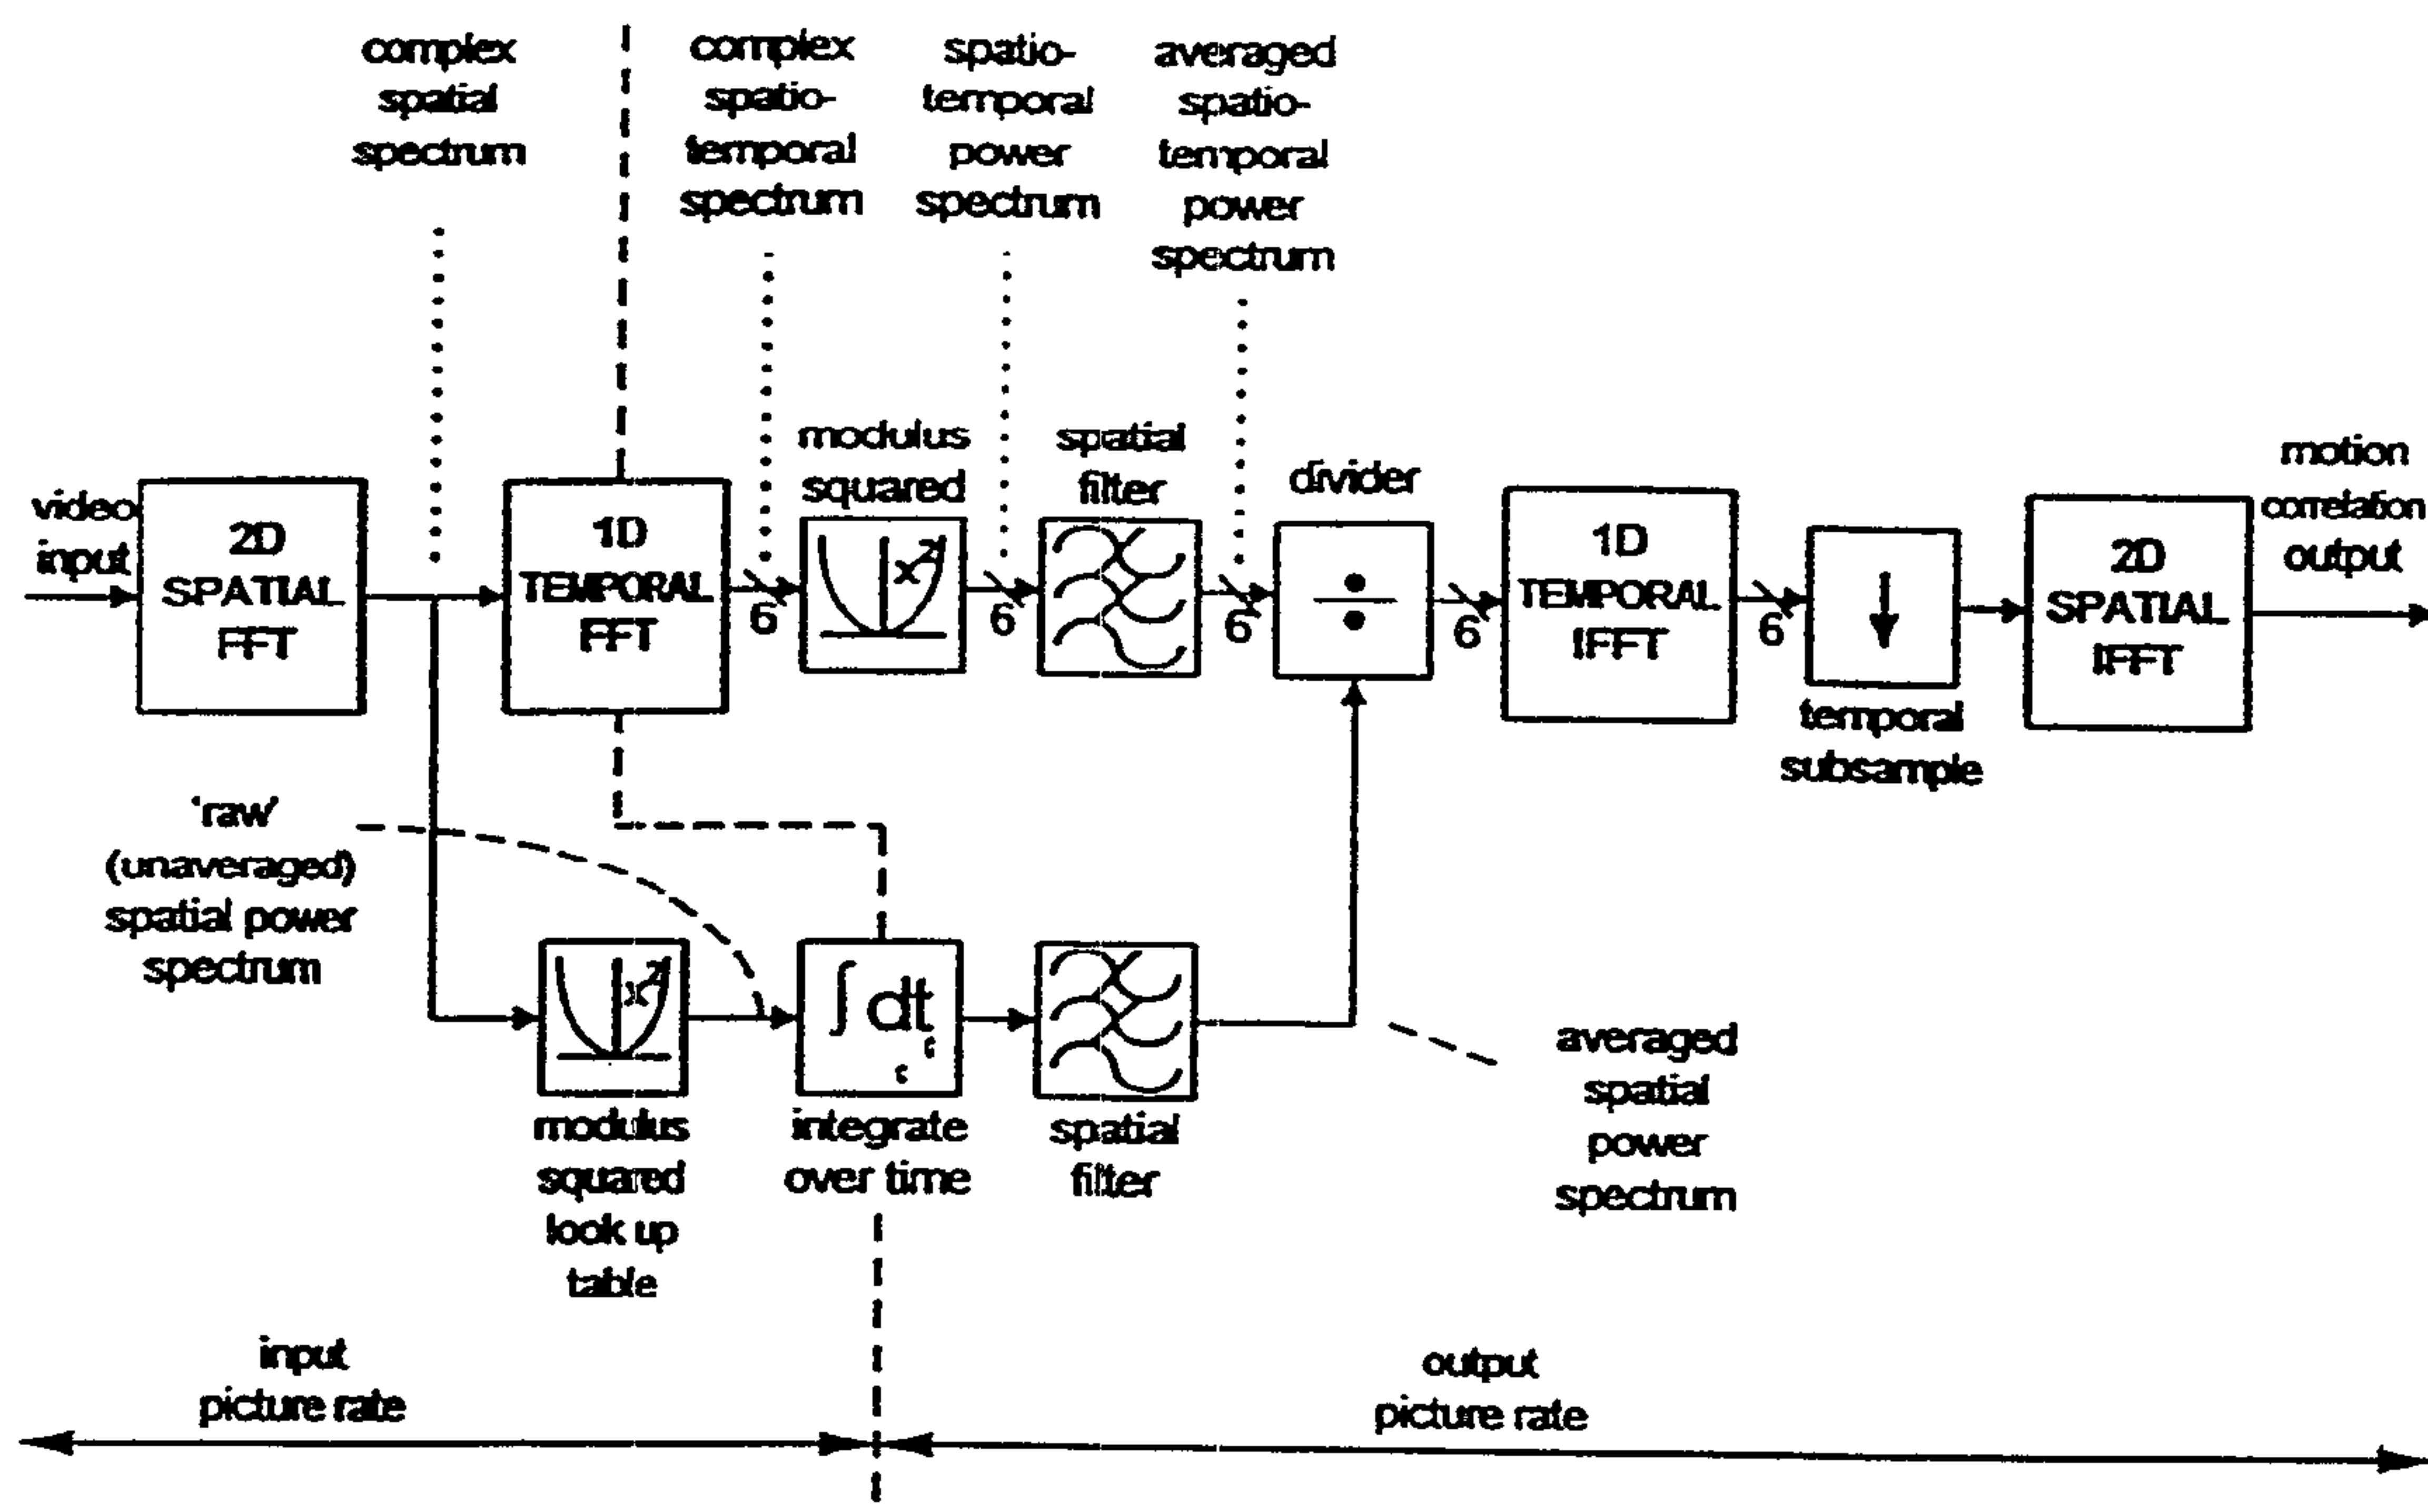 complex
spatial
spectrum
complex
spatio-
temporal
spectrum
spatio-
temporal
power
spectrum
averaged
spatio-
temporal
power
spectrum
video
input
2D
SPATIAL
FFT
1D
TEMPORAL
FFT
6
modulus
squared
x²
6
spatial
filter
6
divider
÷
6
1D
TEMPORAL
IFFT
6
temporal
subsample
2D
SPATIAL
IFFT
motion
correlation
output
'raw'
(unaveraged)
spatial power
spectrum
x²
modulus
squared
look up
table
∫ dt
integrate
over time
spatial
filter
averaged
spatial
power
spectrum
input
picture rate
output
picture rate